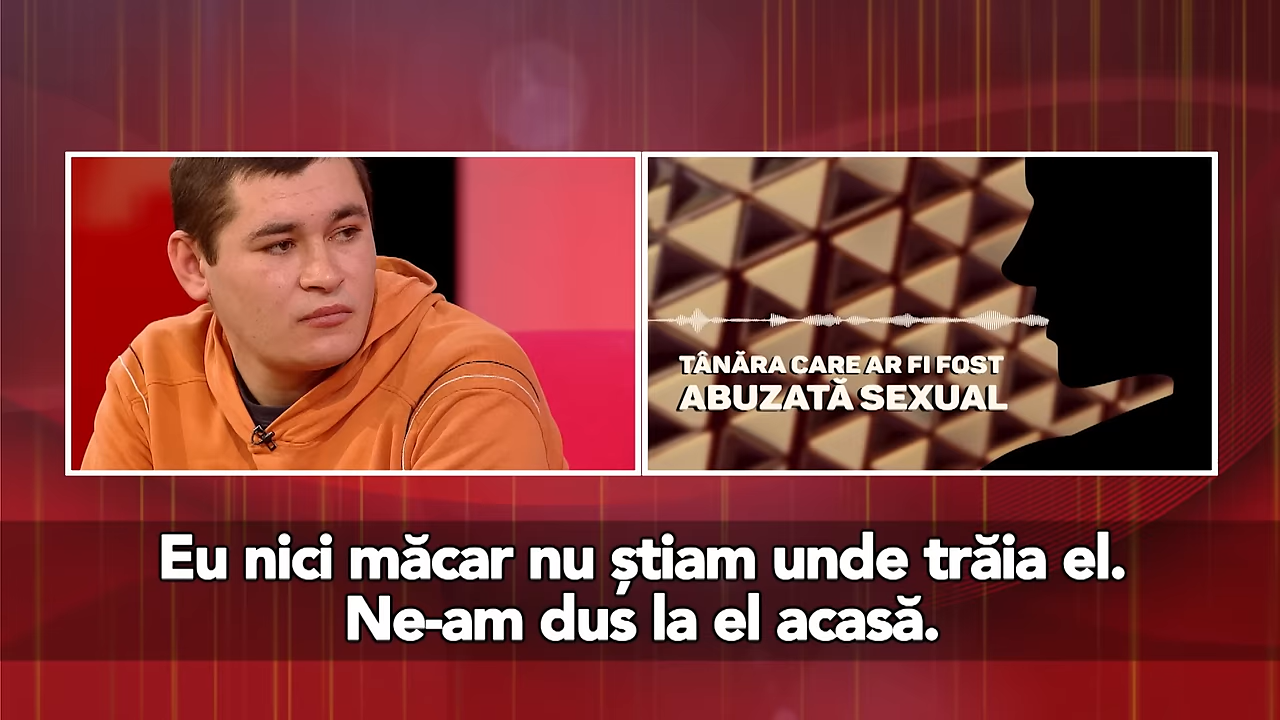 TÂNĂRA CARE AR FI FOST
ABUZATĂ SEXUAL
Eu nici măcar nu știam unde trăia el.
Ne-am dus la el acasă.